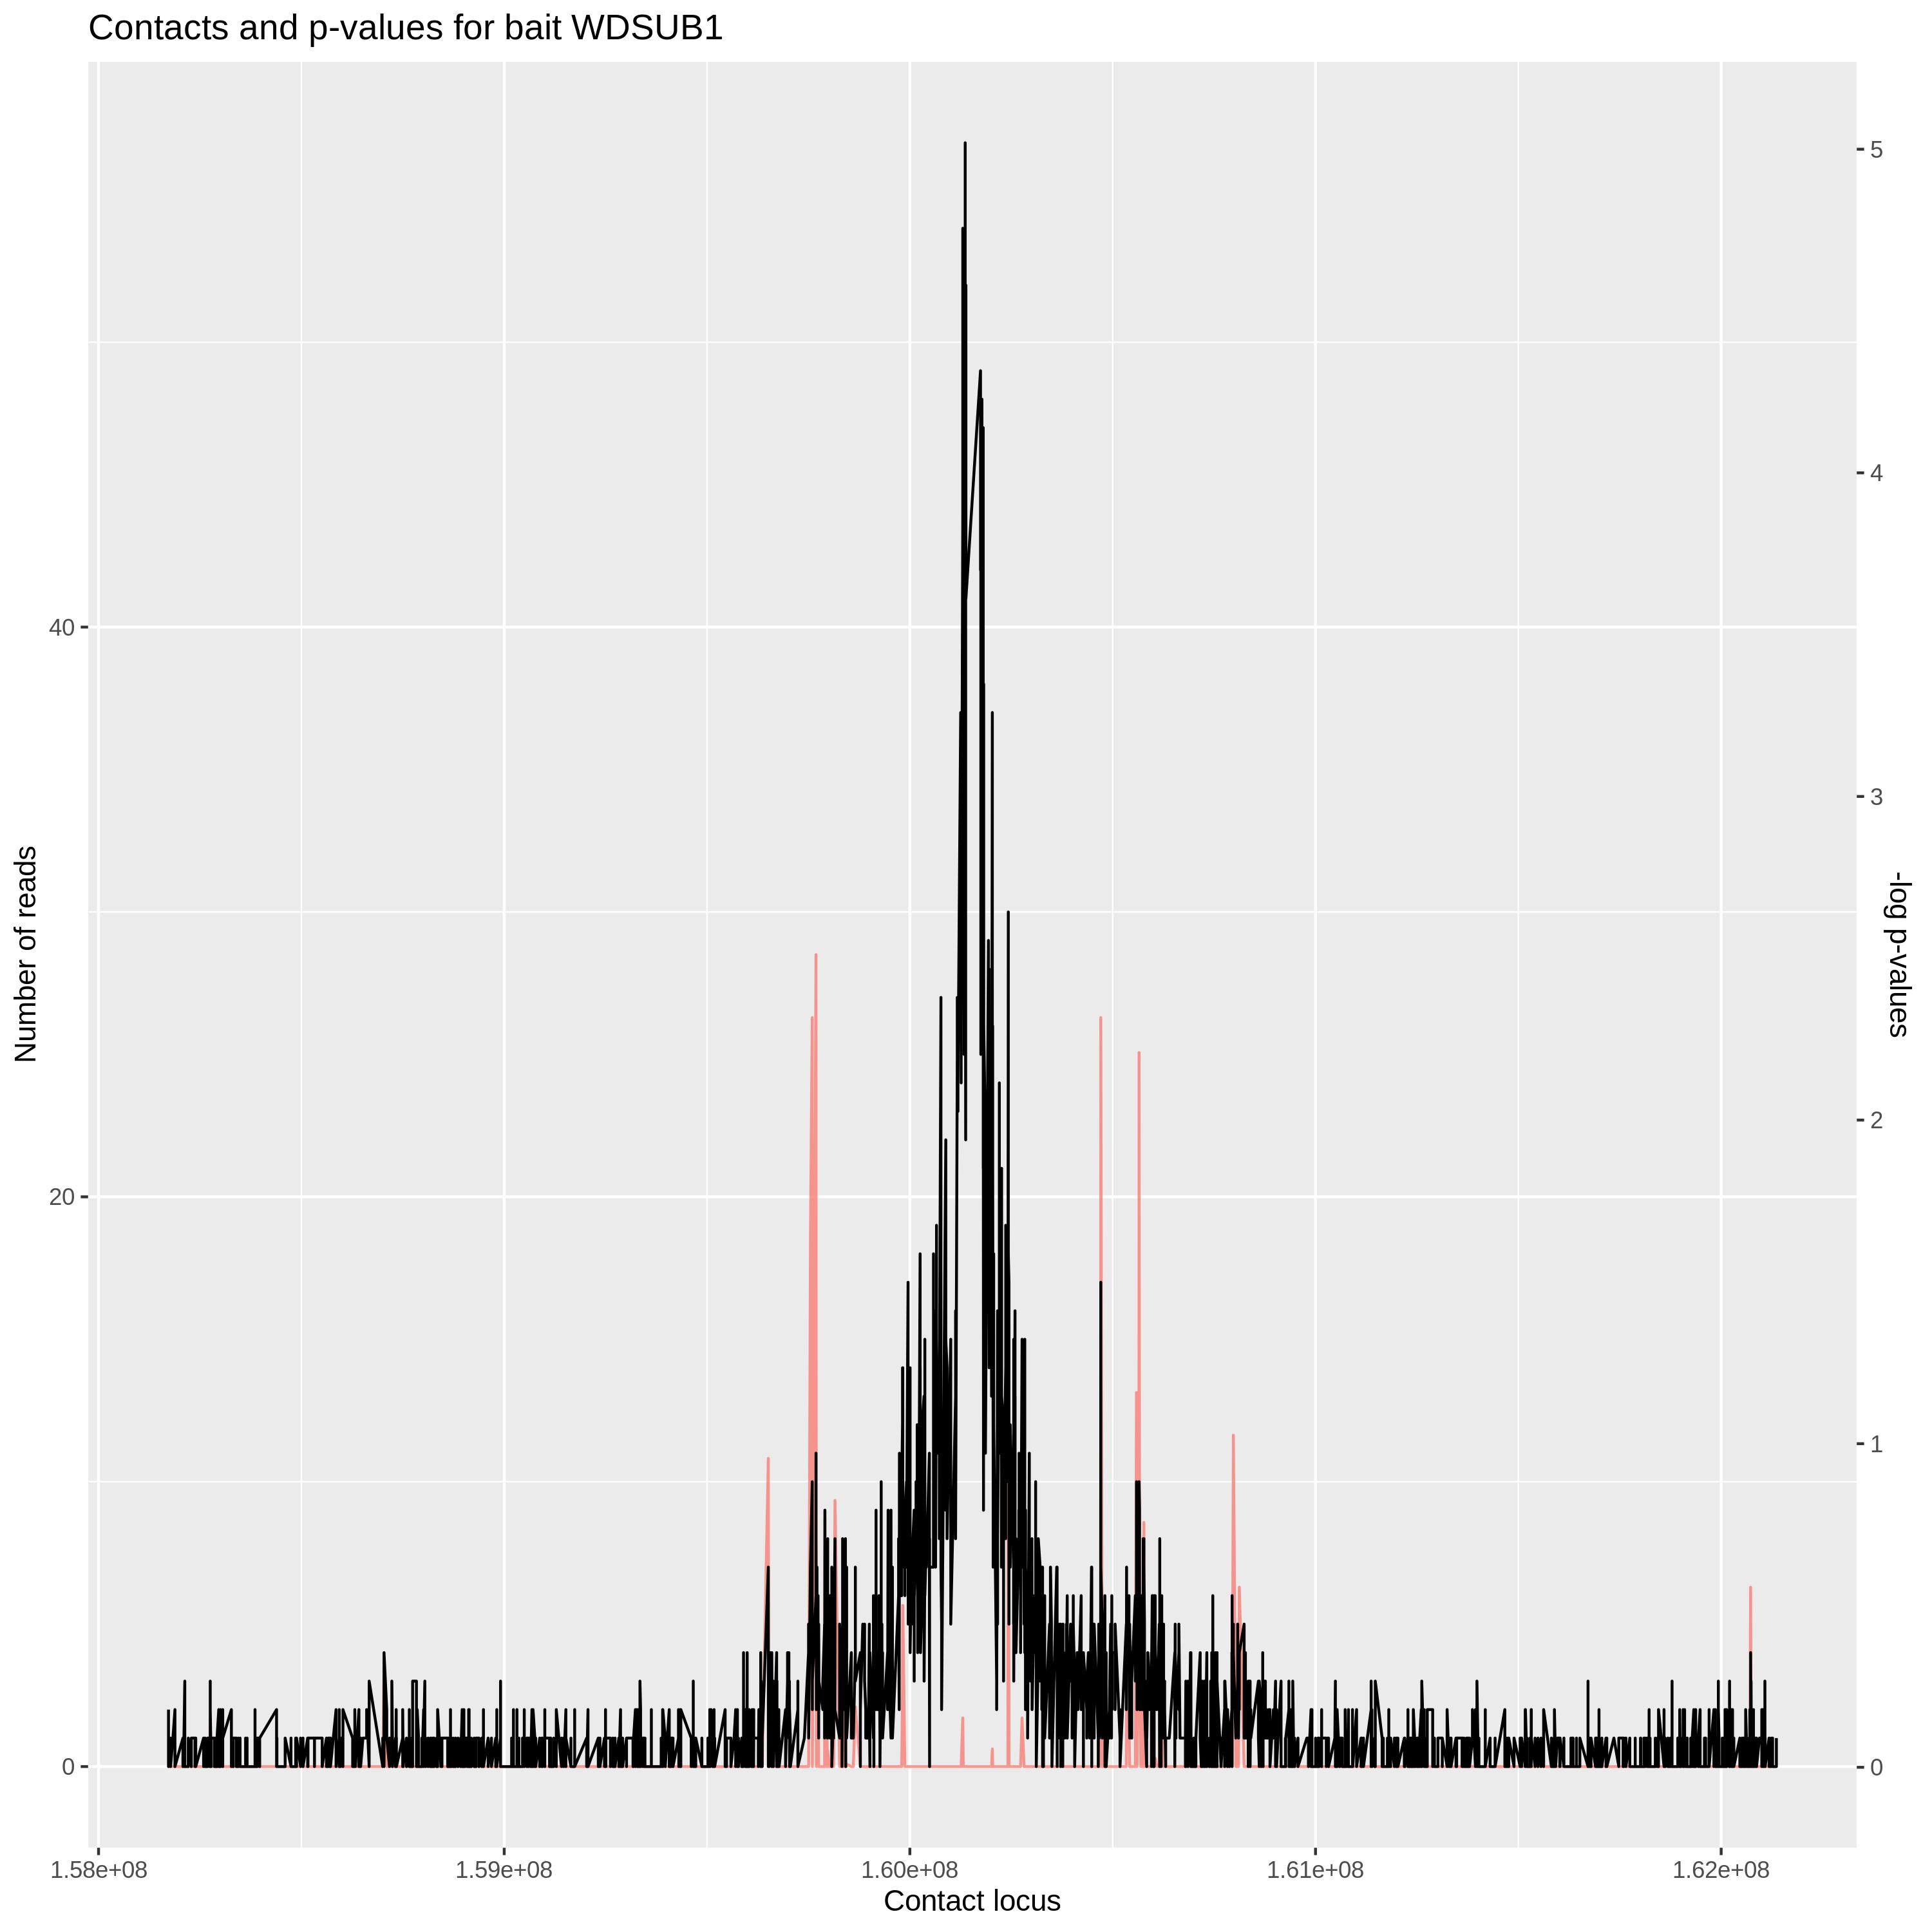 Contacts and p-values for bait WDSUB1
Number of reads
40
20
0
5
4
3
2
1
0
-log p-values
1.58e+08
1.59e+08
1.60e+08
1.61e+08
1.62e+08
Contact locus